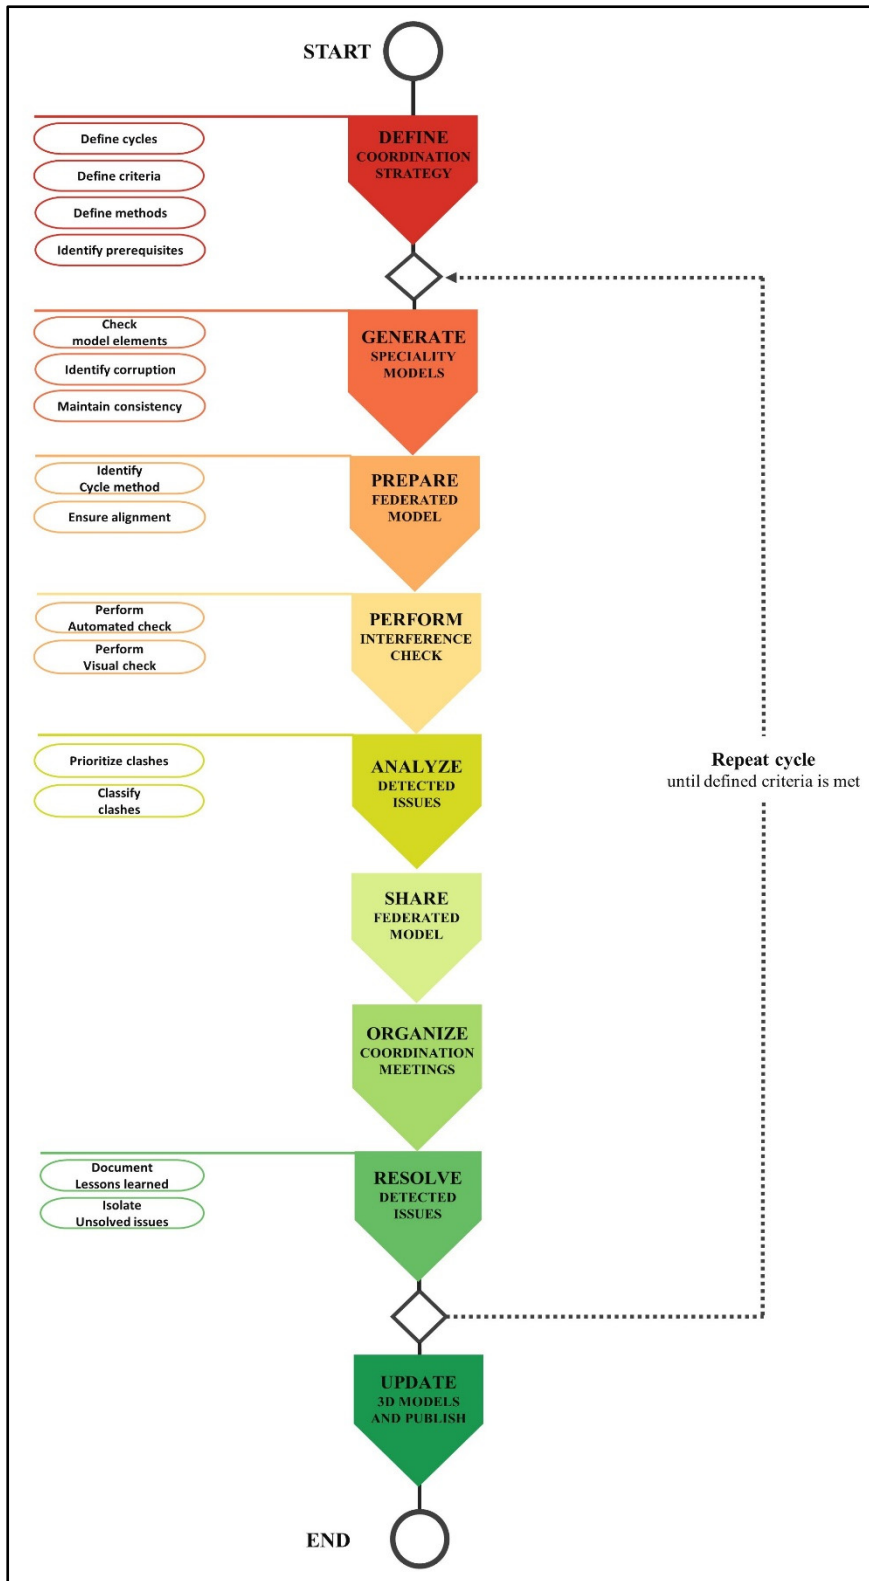 START
DEFINE
COORDINATION
STRATEGY
Define cycles
Define criteria
Define methods
Identify prerequisites
GENERATE
SPECIALITY
MODELS
Check
model elements
Identify corruption
Maintain consistency
PREPARE
FEDERATED
MODEL
Identify
Cycle method
Ensure alignment
PERFORM
INTERFERENCE
CHECK
Perform
Automated check
Perform
Visual check
ANALYZE
DETECTED
ISSUES
Prioritize clashes
Classify
clashes
Repeat cycle
until defined criteria is met
SHARE
FEDERATED
MODEL
ORGANIZE
COORDINATION
MEETINGS
RESOLVE
DETECTED
ISSUES
Document
Lessons learned
Isolate
Unsolved issues
UPDATE
3D MODELS
AND PUBLISH
END